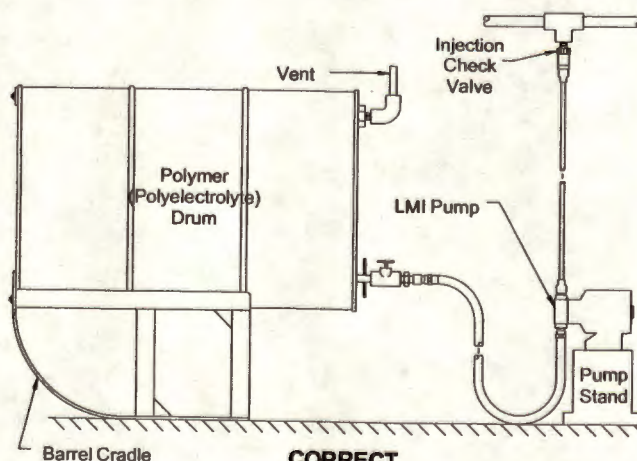 Vent
Injection
Check
Valve
Polymer
(Polyelectrolyte)
Drum
LMI Pump
Pump
Stand
Barrel Cradle
CORRECT